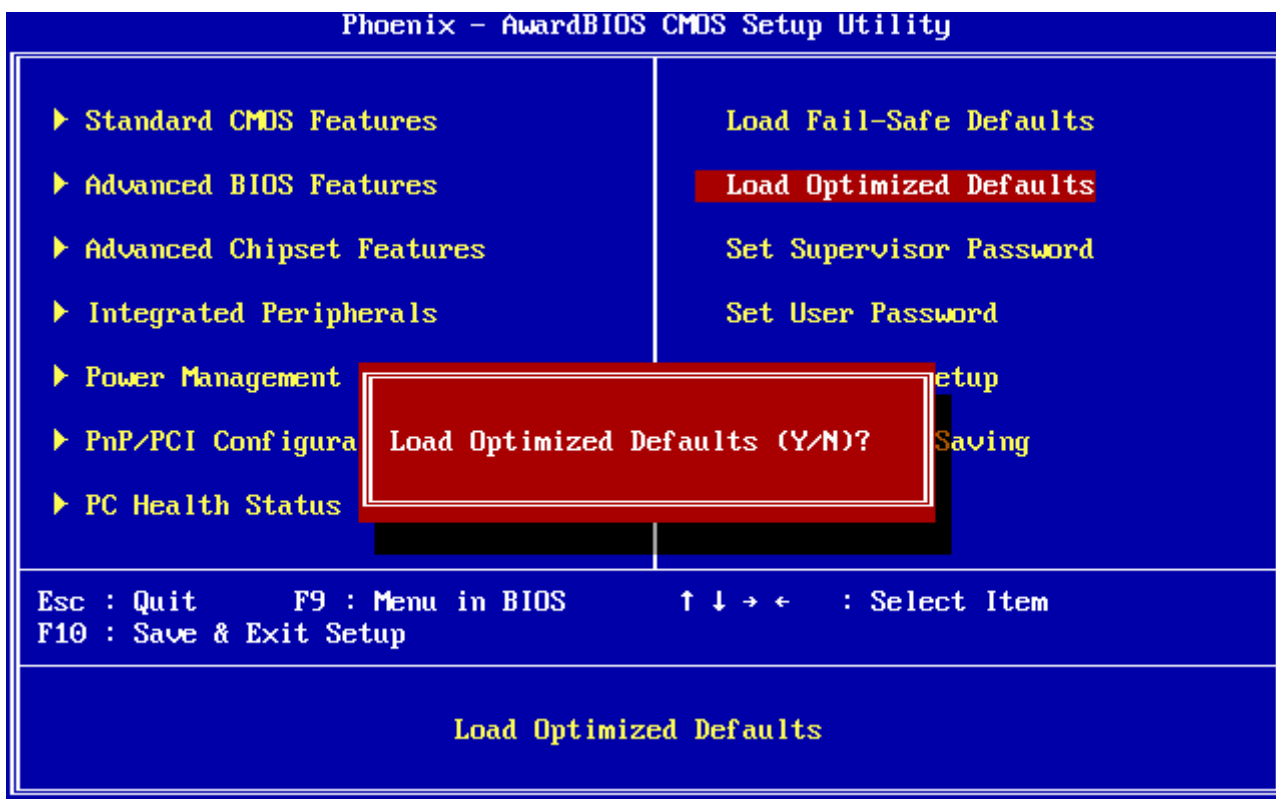 Phoenix - AwardBIOS CMOS Setup Utility
▶ Standard CMOS Features
▶ Advanced BIOS Features
▶ Advanced Chipset Features
▶ Integrated Peripherals
▶ Power Management
▶ PnP/PCI Configura
▶ PC Health Status
Load Fail-Safe Defaults
Load Optimized Defaults
Set Supervisor Password
Set User Password
etup
Saving
Load Optimized Defaults (Y/N)?
Esc : Quit F9 : Menu in BIOS ↑ ↓ → ← : Select Item
F10 : Save & Exit Setup
Load Optimized Defaults